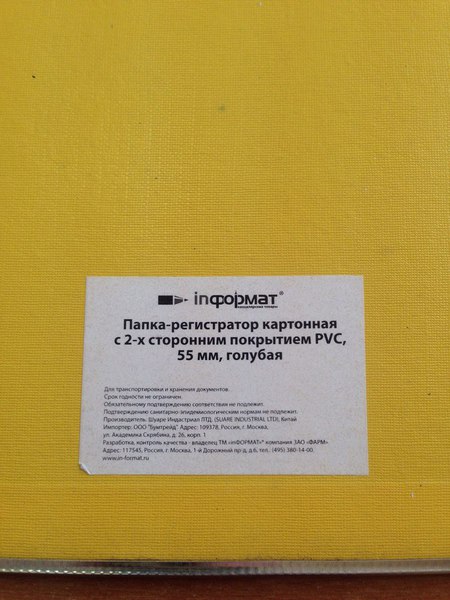 inформат®
канцелярские товары
Папка-регистратор картонная
с 2-х сторонним покрытием PVC,
55 мм, голубая
Для транспортировки и хранения документов.
Срок годности не ограничен.
Обязательному подтверждению соответствия не подлежит.
Подтверждению санитарно-эпидемиологическим нормам не подлежит.
Производитель: Шуаре Индастриал ЛТД, (SUARE INDUSTRIAL LTD), Китай
Импортер: ООО "Бумтрейд" Адрес: 109378, Россия, г. Москва,
ул. Академика Скрябина, д. 26, корп. 1
Разработка, контроль качества - владелец ТМ «inФОРМАТ»® компания ЗАО «ФАРМ»
Адрес: 117545, Россия, г. Москва, 1-й Дорожный пр-д, д.6, тел.: (495) 380-14-00.
www.in-format.ru